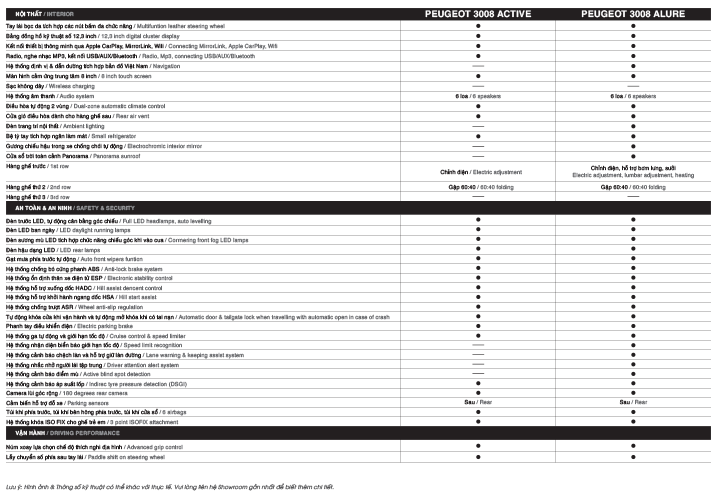 NỘI THẤT / INTERIOR PEUGEOT 3008 ACTIVE PEUGEOT 3008 ALURE
Tay lái bọc da tích hợp các nút bấm đa chức năng / Multifuntion leather steering wheel ● ●
Bảng đồng hồ kỹ thuật số 12,3 inch / 12,3 inch digital cluster display ● ●
Kết nối thiết bị thông minh qua Apple CarPlay, MirrorLink, Wifi / Connecting MirrorLink, Apple CarPlay, Wifi ● ●
Radio, nghe nhạc MP3, kết nối USB/AUX/Bluetooth / Radio, Mp3, connecting USB/AUX/Bluetooth ● ●
Hệ thống định vị & dẫn đường tích hợp bản đồ Việt Nam / Navigation — ●
Màn hình cảm ứng trung tâm 8 inch / 8 inch touch screen ● ●
Sạc không dây / Wireless charging — —
Hệ thống âm thanh / Audio system 6 loa / 6 speakers 6 loa / 6 speakers
Điều hòa tự động 2 vùng / Dual-zone automatic climate control ● ●
Cửa gió điều hòa dành cho hàng ghế sau / Rear air vent ● ●
Đèn trang trí nội thất / Ambient lighting — ●
Bệ tỳ tay tích hợp ngăn làm mát / Small refrigerator ● ●
Gương chiếu hậu trong xe chống chói tự động / Electrochromic interior mirror — ●
Cửa sổ trời toàn cảnh Panorama / Panorama sunroof — ●
Hàng ghế trước / 1st row Chỉnh điện / Electric adjustment Chỉnh điện, hỗ trợ bơm lưng, sưởi
Electric adjustment, lumbar adjustment, heating
Hàng ghế thứ 2 / 2nd row Gập 60:40 / 60:40 folding Gập 60:40 / 60:40 folding
Hàng ghế thứ 3 / 3rd row — —
AN TOÀN & AN NINH / SAFETY & SECURITY
Đèn trước LED, tự động cân bằng góc chiếu / Full LED headlamps, auto levelling ● ●
Đèn LED ban ngày / LED daylight running lamps ● ●
Đèn sương mù LED tích hợp chức năng chiếu góc khi vào cua / Cornering front fog LED lamps ● ●
Đèn hậu dạng LED / LED rear lamps ● ●
Gạt mưa phía trước tự động / Auto front wipers funtion ● ●
Hệ thống chống bó cứng phanh ABS / Anti-lock brake system ● ●
Hệ thống ổn định thân xe điện tử ESP / Electronic stability control ● ●
Hệ thống hỗ trợ xuống dốc HADC / Hill assist dencent control ● ●
Hệ thống hỗ trợ khởi hành ngang dốc HSA / Hill start assist ● ●
Hệ thống chống trượt ASR / Wheel anti-slip regulation ● ●
Tự động khóa cửa khi vận hành và tự động mở khóa khi có tai nạn / Automatic door & tailgate lock when travelling with automatic open in case of crash ● ●
Phanh tay điều khiển điện / Electric parking brake ● ●
Hệ thống ga tự động và giới hạn tốc độ / Cruise control & speed limiter ● ●
Hệ thống nhận diện biển báo giới hạn tốc độ / Speed limit recognition — ●
Hệ thống cảnh báo chệch làn và hỗ trợ giữ làn đường / Lane warning & keeping assist system — ●
Hệ thống nhắc nhở người lái tập trung / Driver attention alert system — ●
Hệ thống cảnh báo điểm mù / Active blind spot detection — ●
Hệ thống cảnh báo áp suất lốp / Indirec tyre pressure detection (DSGI) ● ●
Camera lùi góc rộng / 180 degrees rear camera ● ●
Cảm biến hỗ trợ đỗ xe / Parking sensors Sau / Rear Sau / Rear
Túi khí phía trước, túi khí bên hông phía trước, túi khí cửa sổ / 6 airbags ● ●
Hệ thống khóa ISO FIX cho ghế trẻ em / 3 point ISOFIX attachment ● ●
VẬN HÀNH / DRIVING PERFORMANCE
Núm xoay lựa chọn chế độ thích nghi địa hình / Advanced grip control ● ●
Lẫy chuyển số phía sau tay lái / Paddle shift on steering wheel ● ●
Lưu ý: Hình ảnh & Thông số kỹ thuật có thể khác với thực tế. Vui lòng liên hệ Showroom gần nhất để biết thêm chi tiết.